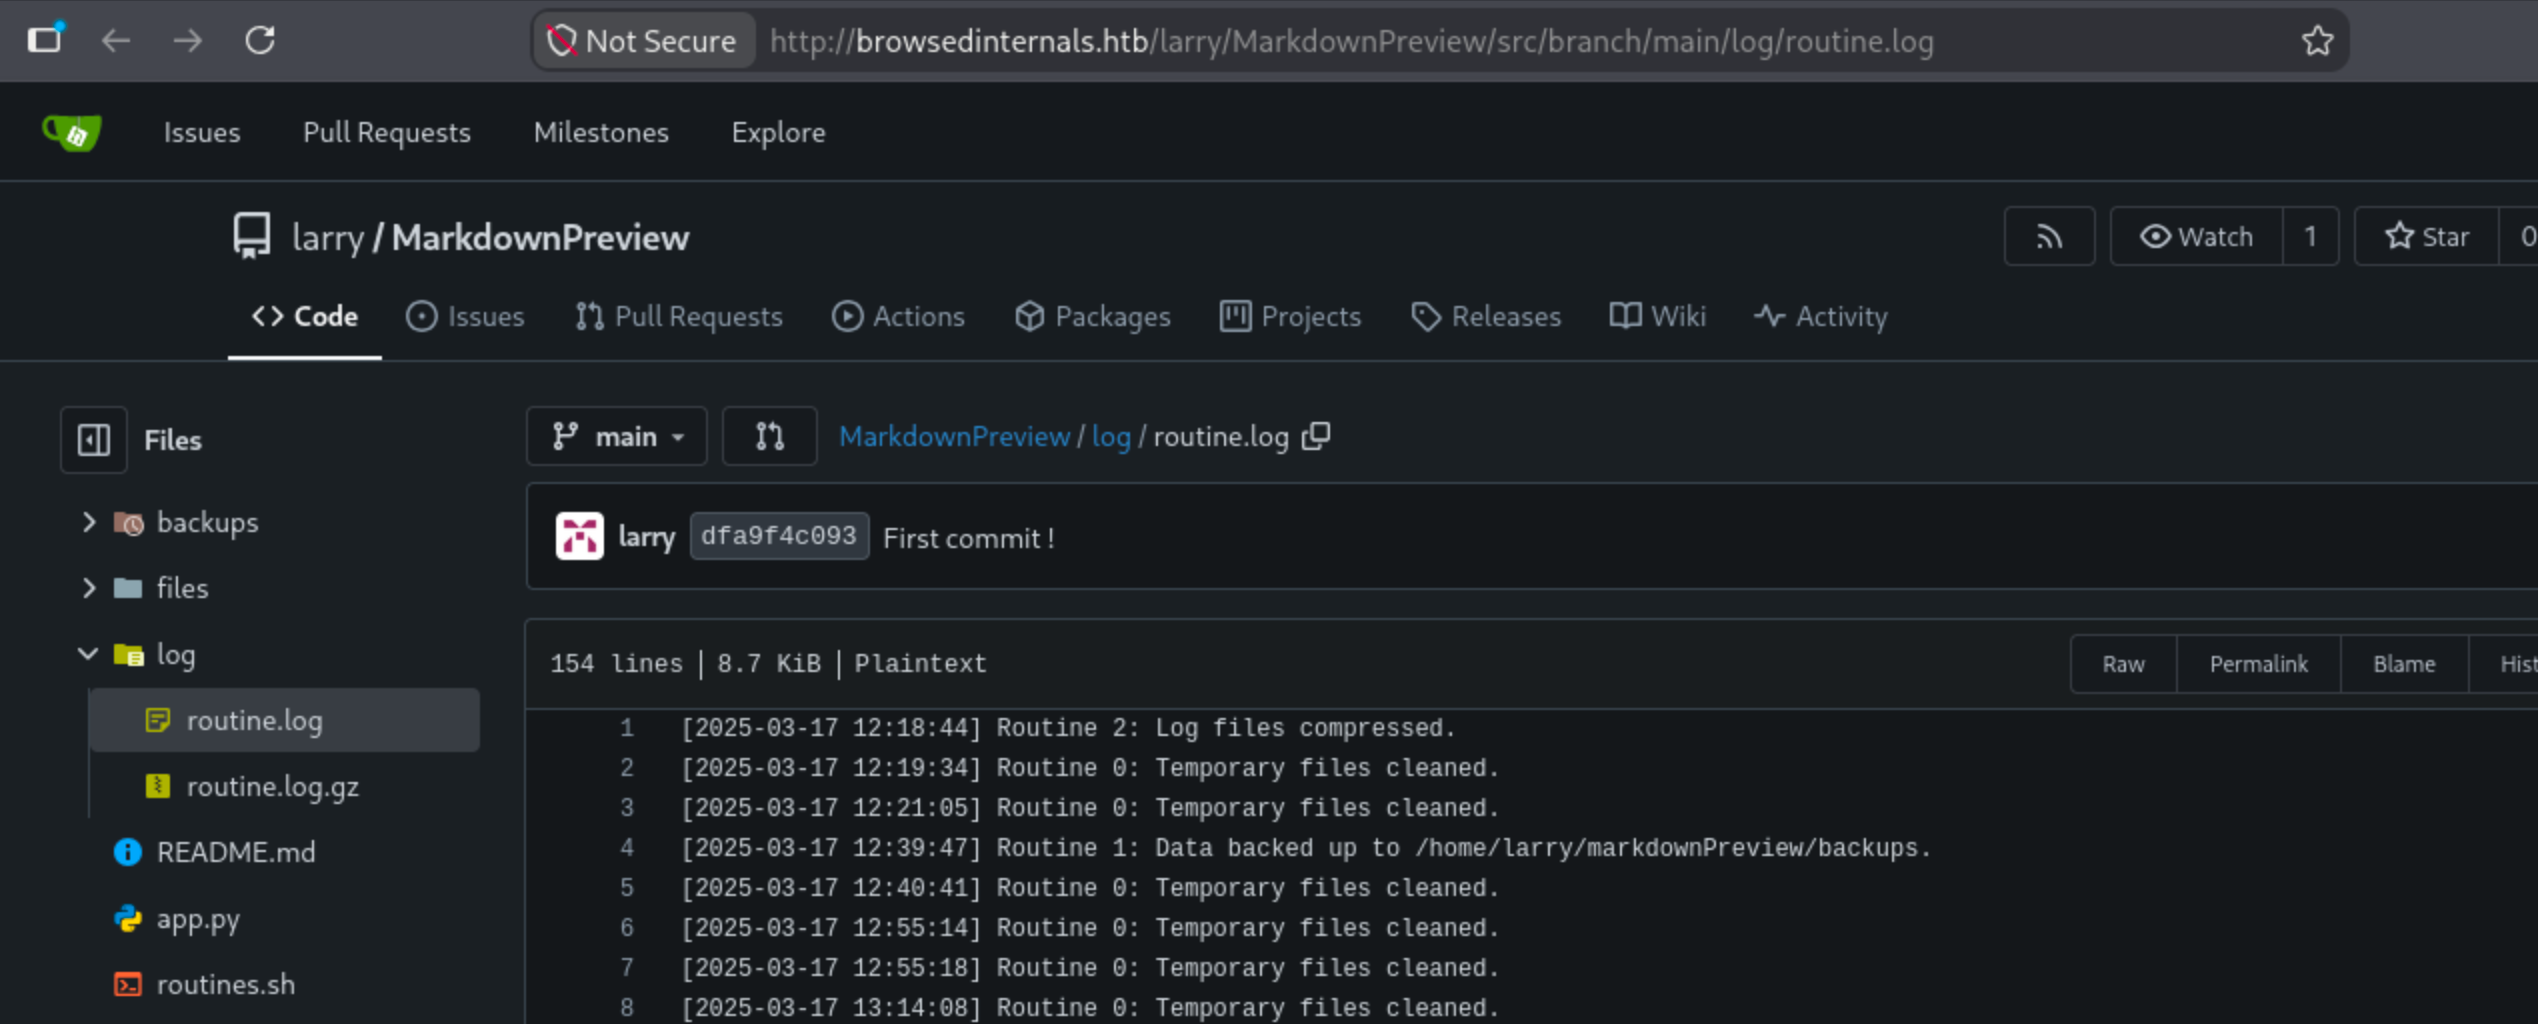 Not Secure http://browsedinternals.htb/larry/MarkdownPreview/src/branch/main/log/routine.log
Issues Pull Requests Milestones Explore
larry / MarkdownPreview Watch 1 Star 0
Code Issues Pull Requests Actions Packages Projects Releases Wiki Activity
Files
backups
files
log
routine.log
routine.log.gz
README.md
app.py
routines.sh
main MarkdownPreview / log / routine.log
larry dfa9f4c093 First commit !
154 lines | 8.7 KiB | Plaintext Raw Permalink Blame Hist
1 [2025-03-17 12:18:44] Routine 2: Log files compressed.
2 [2025-03-17 12:19:34] Routine 0: Temporary files cleaned.
3 [2025-03-17 12:21:05] Routine 0: Temporary files cleaned.
4 [2025-03-17 12:39:47] Routine 1: Data backed up to /home/larry/markdownPreview/backups.
5 [2025-03-17 12:40:41] Routine 0: Temporary files cleaned.
6 [2025-03-17 12:55:14] Routine 0: Temporary files cleaned.
7 [2025-03-17 12:55:18] Routine 0: Temporary files cleaned.
8 [2025-03-17 13:14:08] Routine 0: Temporary files cleaned.